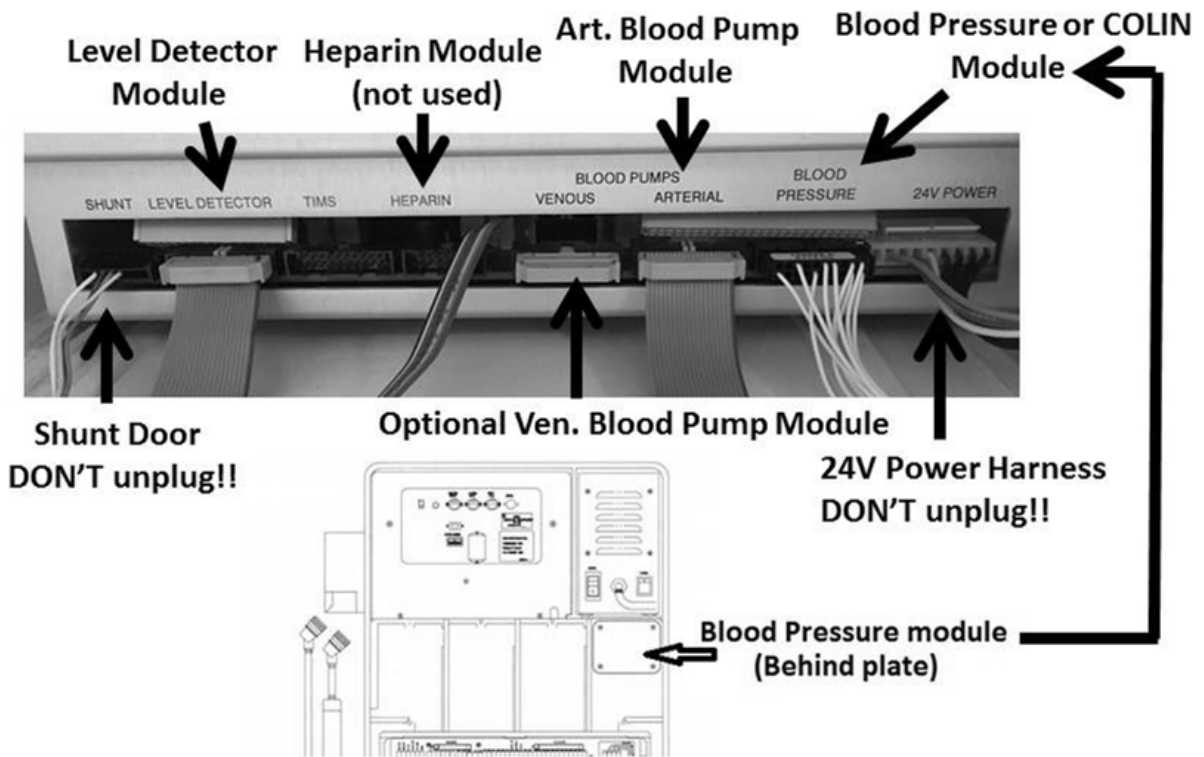 Level Detector
Module
Heparin Module
(not used)
Art. Blood Pump
Module
Blood Pressure or COLIN
Module
SHUNT
LEVEL DETECTOR
TIMS
HEPARIN
BLOOD PUMPS
VENOUS
ARTERIAL
BLOOD
PRESSURE
24V POWER
Shunt Door
DON'T unplug!!
Optional Ven. Blood Pump Module
24V Power Harness
DON'T unplug!!
Blood Pressure module
(Behind plate)